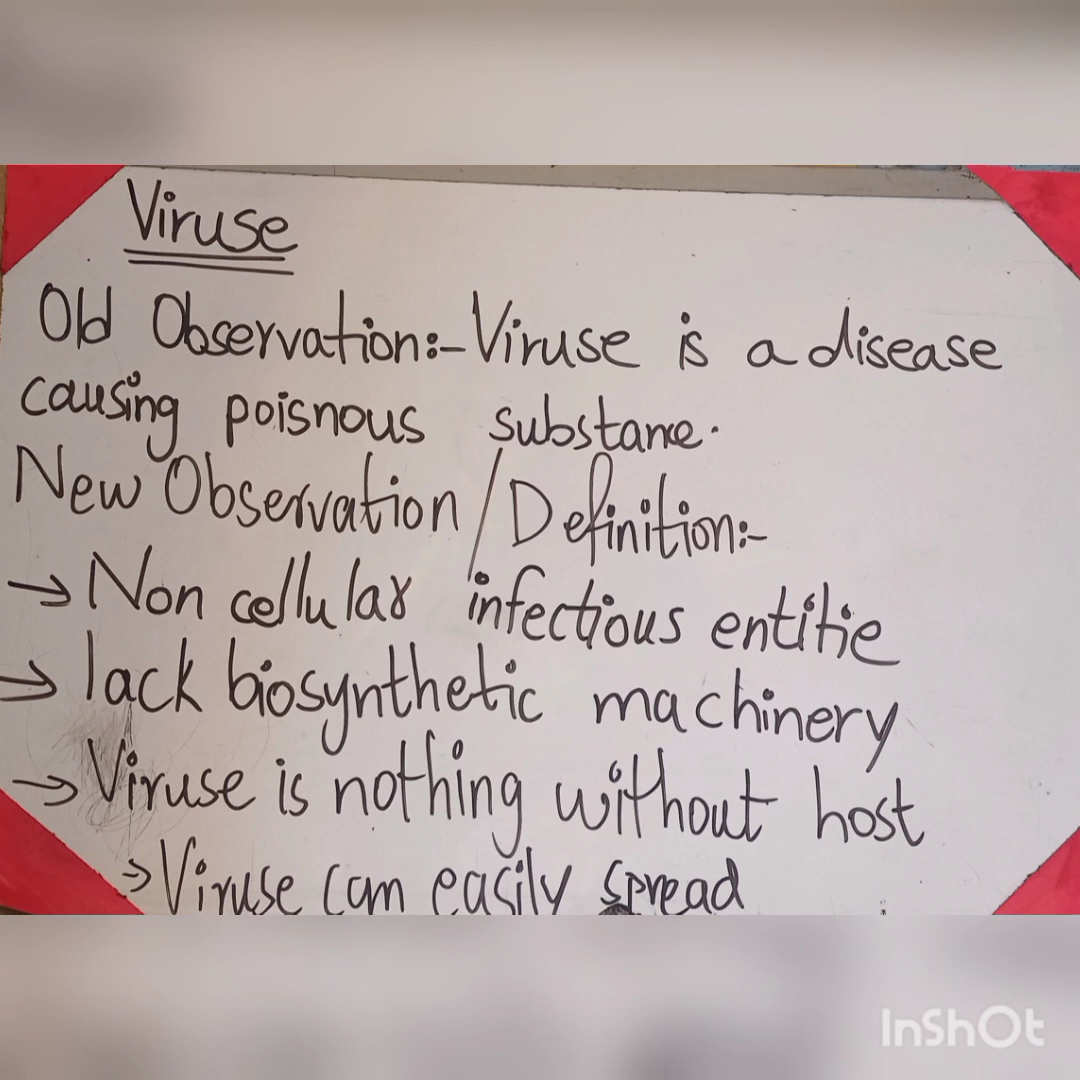 Viruse
Old Observation:- Viruse is a disease
causing poisnous substance.
New Observation / Definition:-
→ Non cellular infectious entitie
→ lack biosynthetic machinery
→ Viruse is nothing without host
→ Viruse can easily spread
InShOt